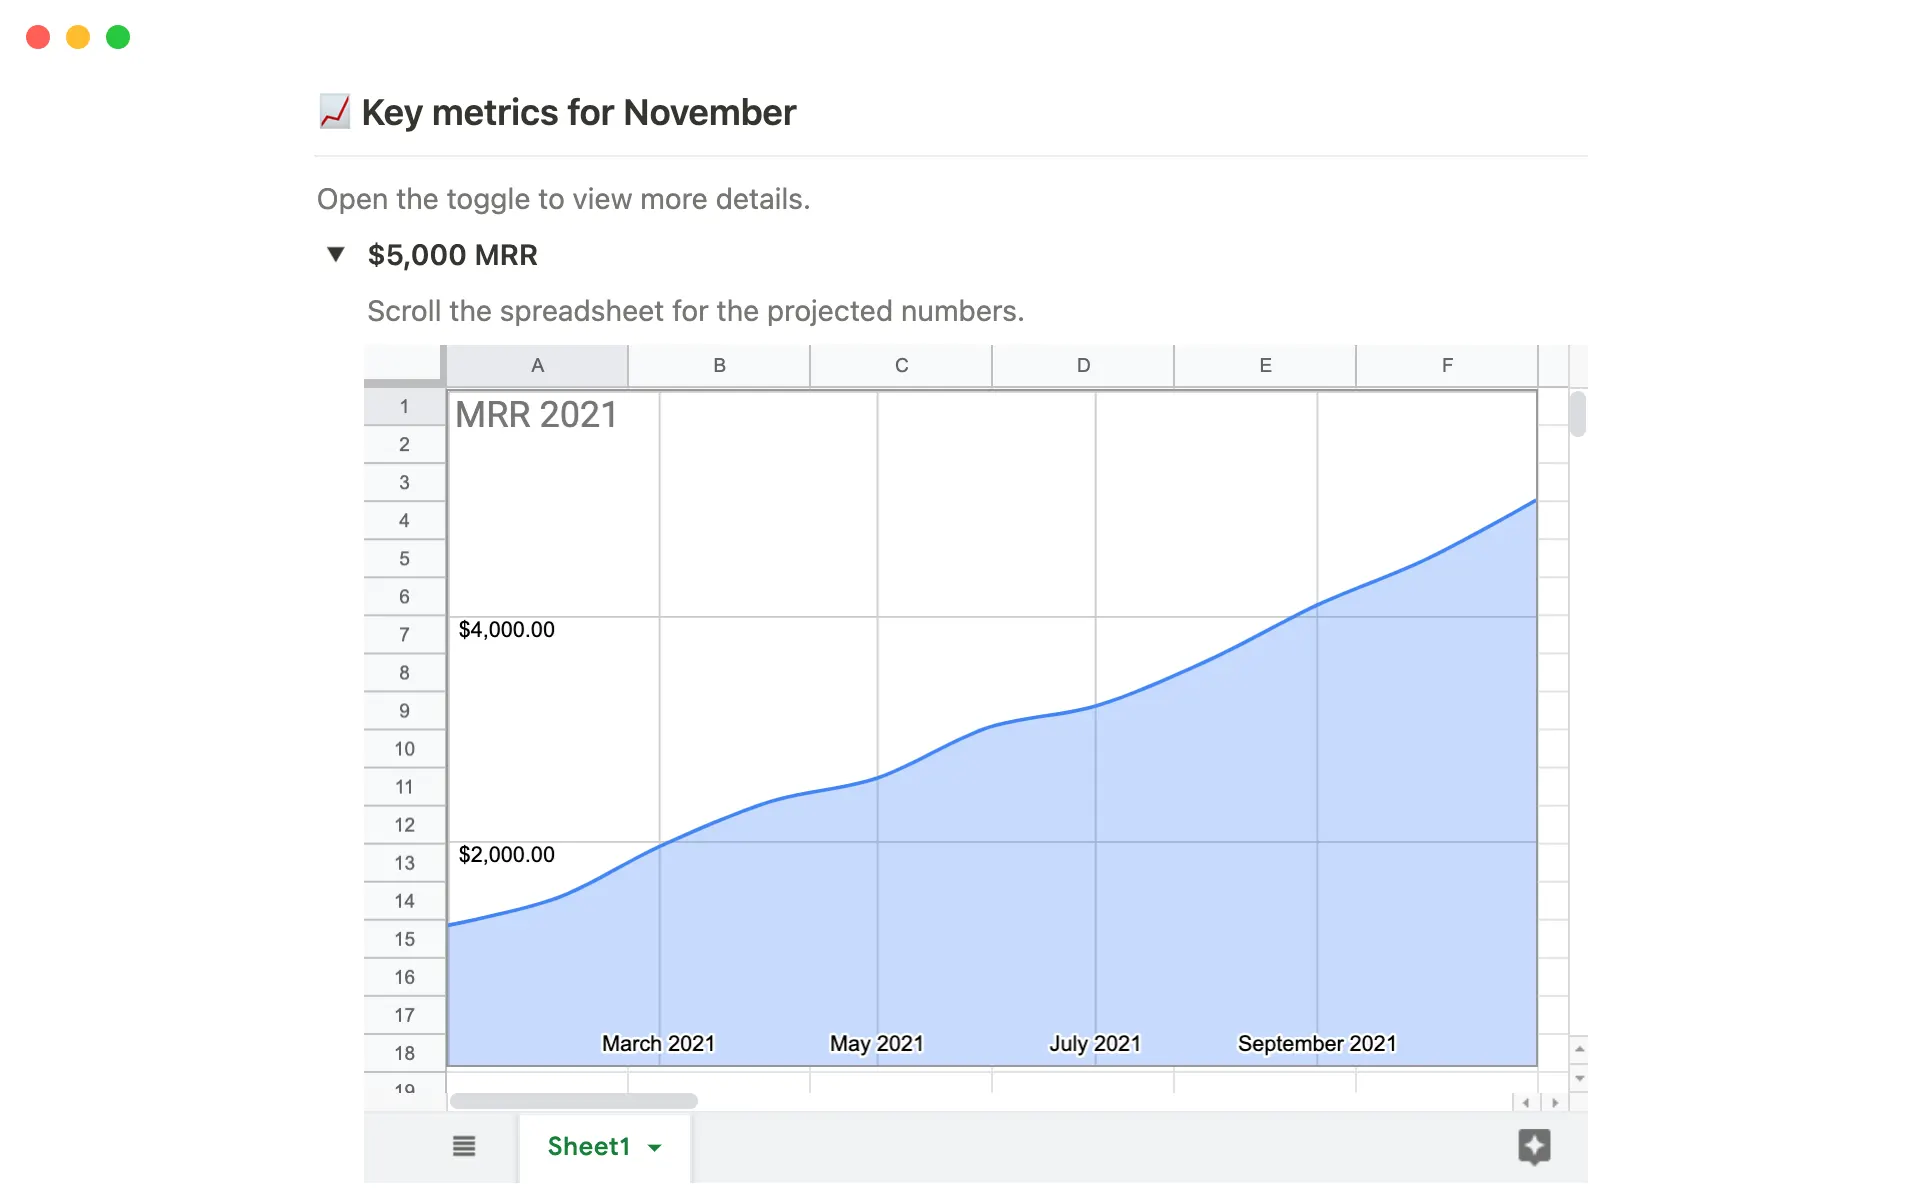 Key metrics for November
Open the toggle to view more details.
$5,000 MRR
Scroll the spreadsheet for the projected numbers.
A B C D E F
1
2
3
4
5
6
7
8
9
10
11
12
13
14
15
16
17
18
19
MRR 2021
$4,000.00
$2,000.00
March 2021 May 2021 July 2021 September 2021
Sheet1